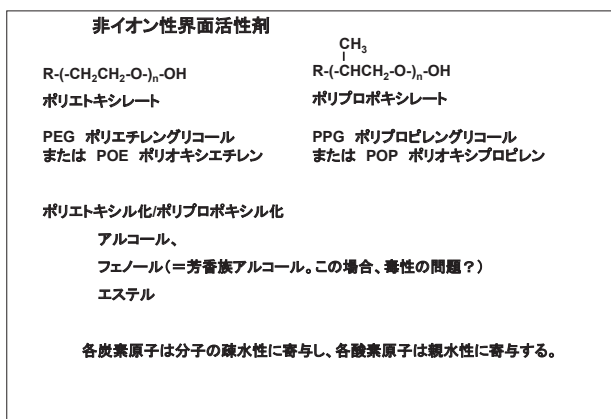 非イオン性界面活性剤
R-(-CH2CH2-O-)n-OH
ポリエトキシレート
CH3
R-(-CHCH2-O-)n-OH
ポリプロポキシレート
PEG ポリエチレングリコール
または POE ポリオキシエチレン
PPG ポリプロピレングリコール
または POP ポリオキシプロピレン
ポリエトキシル化/ポリプロポキシル化
アルコール、
フェノール(=芳香族アルコール。この場合、毒性の問題?)
エステル
各炭素原子は分子の疎水性に寄与し、各酸素原子は親水性に寄与する。